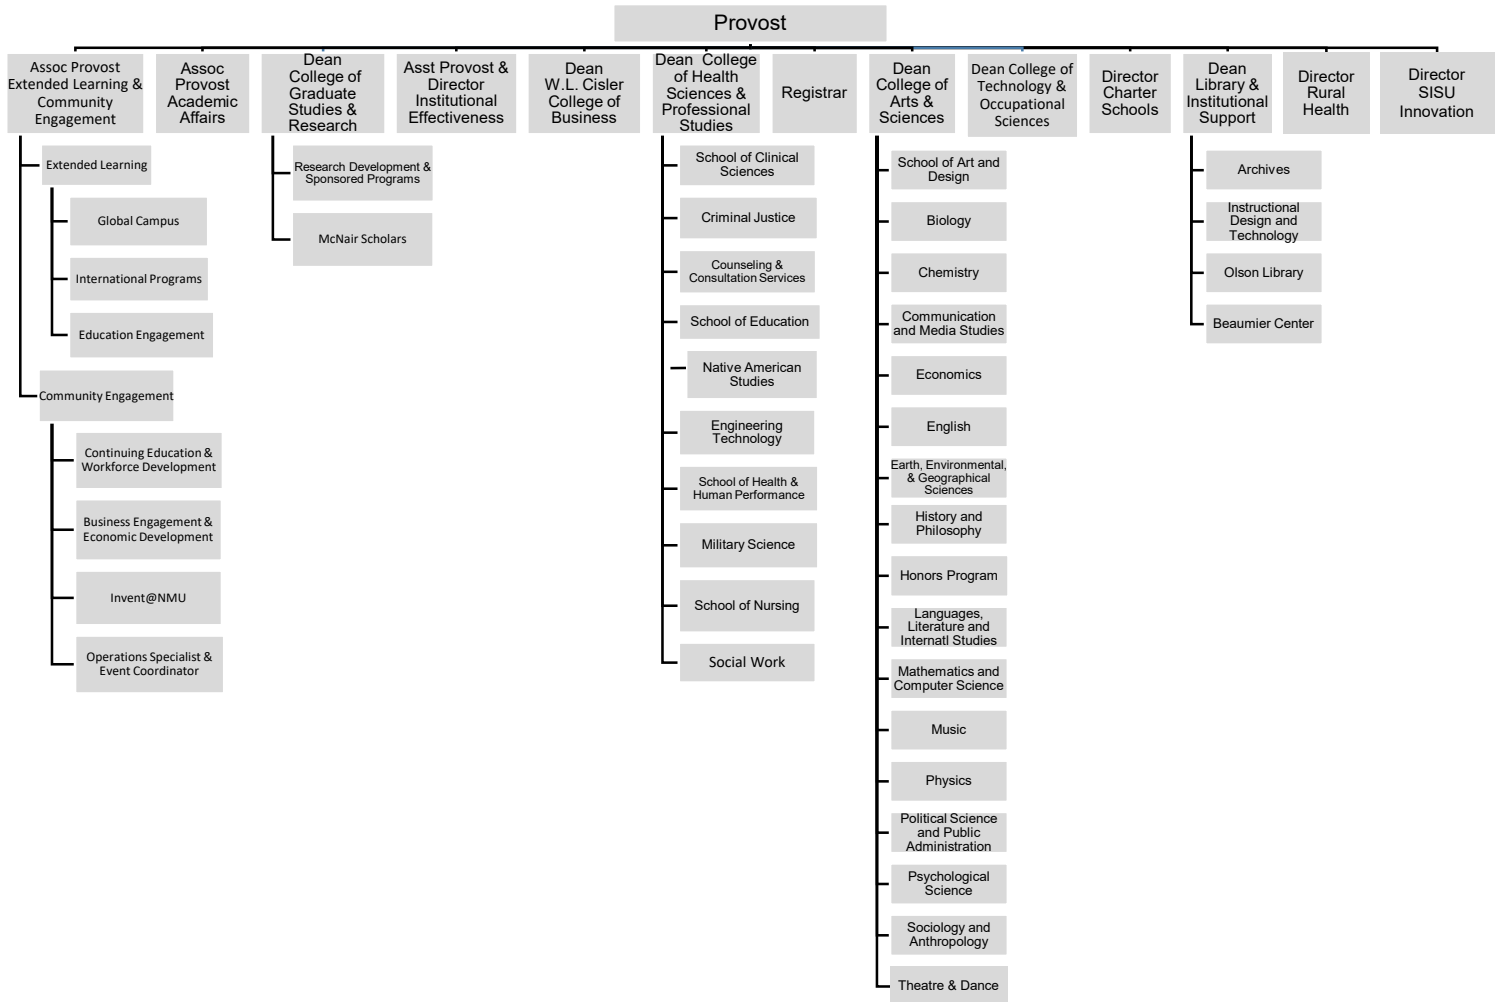 Provost
Assoc Provost
Extended Learning &
Community
Engagement
Assoc
Provost
Academic
Affairs
Dean
College of
Graduate
Studies &
Research
Asst Provost &
Director
Institutional
Effectiveness
Dean
W.L. Cisler
College of
Business
Dean College
of Health
Sciences &
Professional
Studies
Registrar
Dean
College of
Arts &
Sciences
Dean College of
Technology &
Occupational
Sciences
Director
Charter
Schools
Dean
Library &
Institutional
Support
Director
Rural
Health
Director
SISU
Innovation
Extended Learning
Global Campus
International Programs
Education Engagement
Community Engagement
Continuing Education &
Workforce Development
Business Engagement &
Economic Development
Invent@NMU
Operations Specialist &
Event Coordinator
Research Development &
Sponsored Programs
McNair Scholars
School of Clinical
Sciences
Criminal Justice
Counseling &
Consultation Services
School of Education
Native American
Studies
Engineering
Technology
School of Health &
Human Performance
Military Science
School of Nursing
Social Work
School of Art and
Design
Biology
Chemistry
Communication
and Media Studies
Economics
English
Earth, Environmental,
& Geographical
Sciences
History and
Philosophy
Honors Program
Languages,
Literature and
Internatl Studies
Mathematics and
Computer Science
Music
Physics
Political Science
and Public
Administration
Psychological
Science
Sociology and
Anthropology
Theatre & Dance
Archives
Instructional
Design and
Technology
Olson Library
Beaumier Center